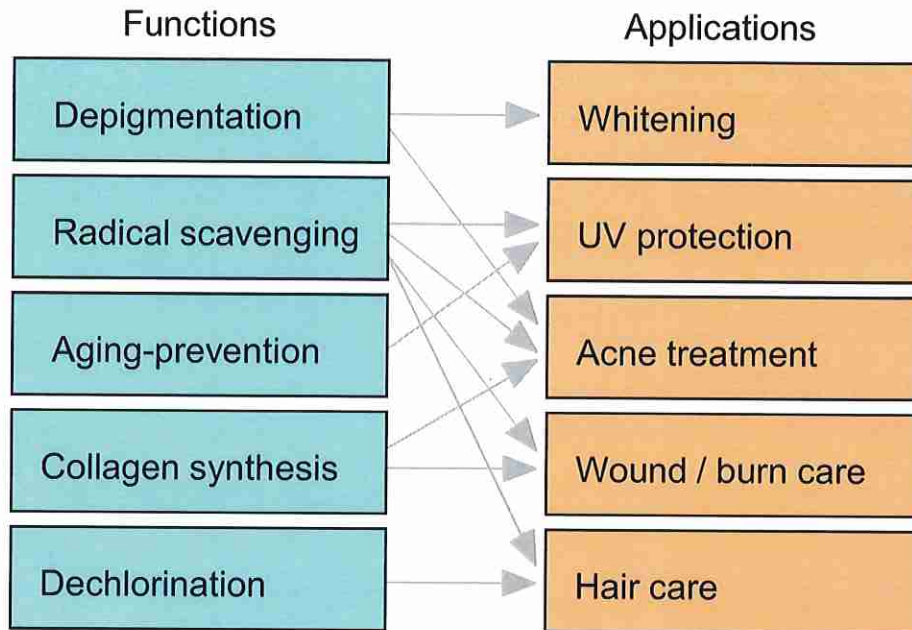 Functions
Applications
Depigmentation
Whitening
Radical scavenging
UV protection
Aging-prevention
Acne treatment
Collagen synthesis
Wound / burn care
Dechlorination
Hair care